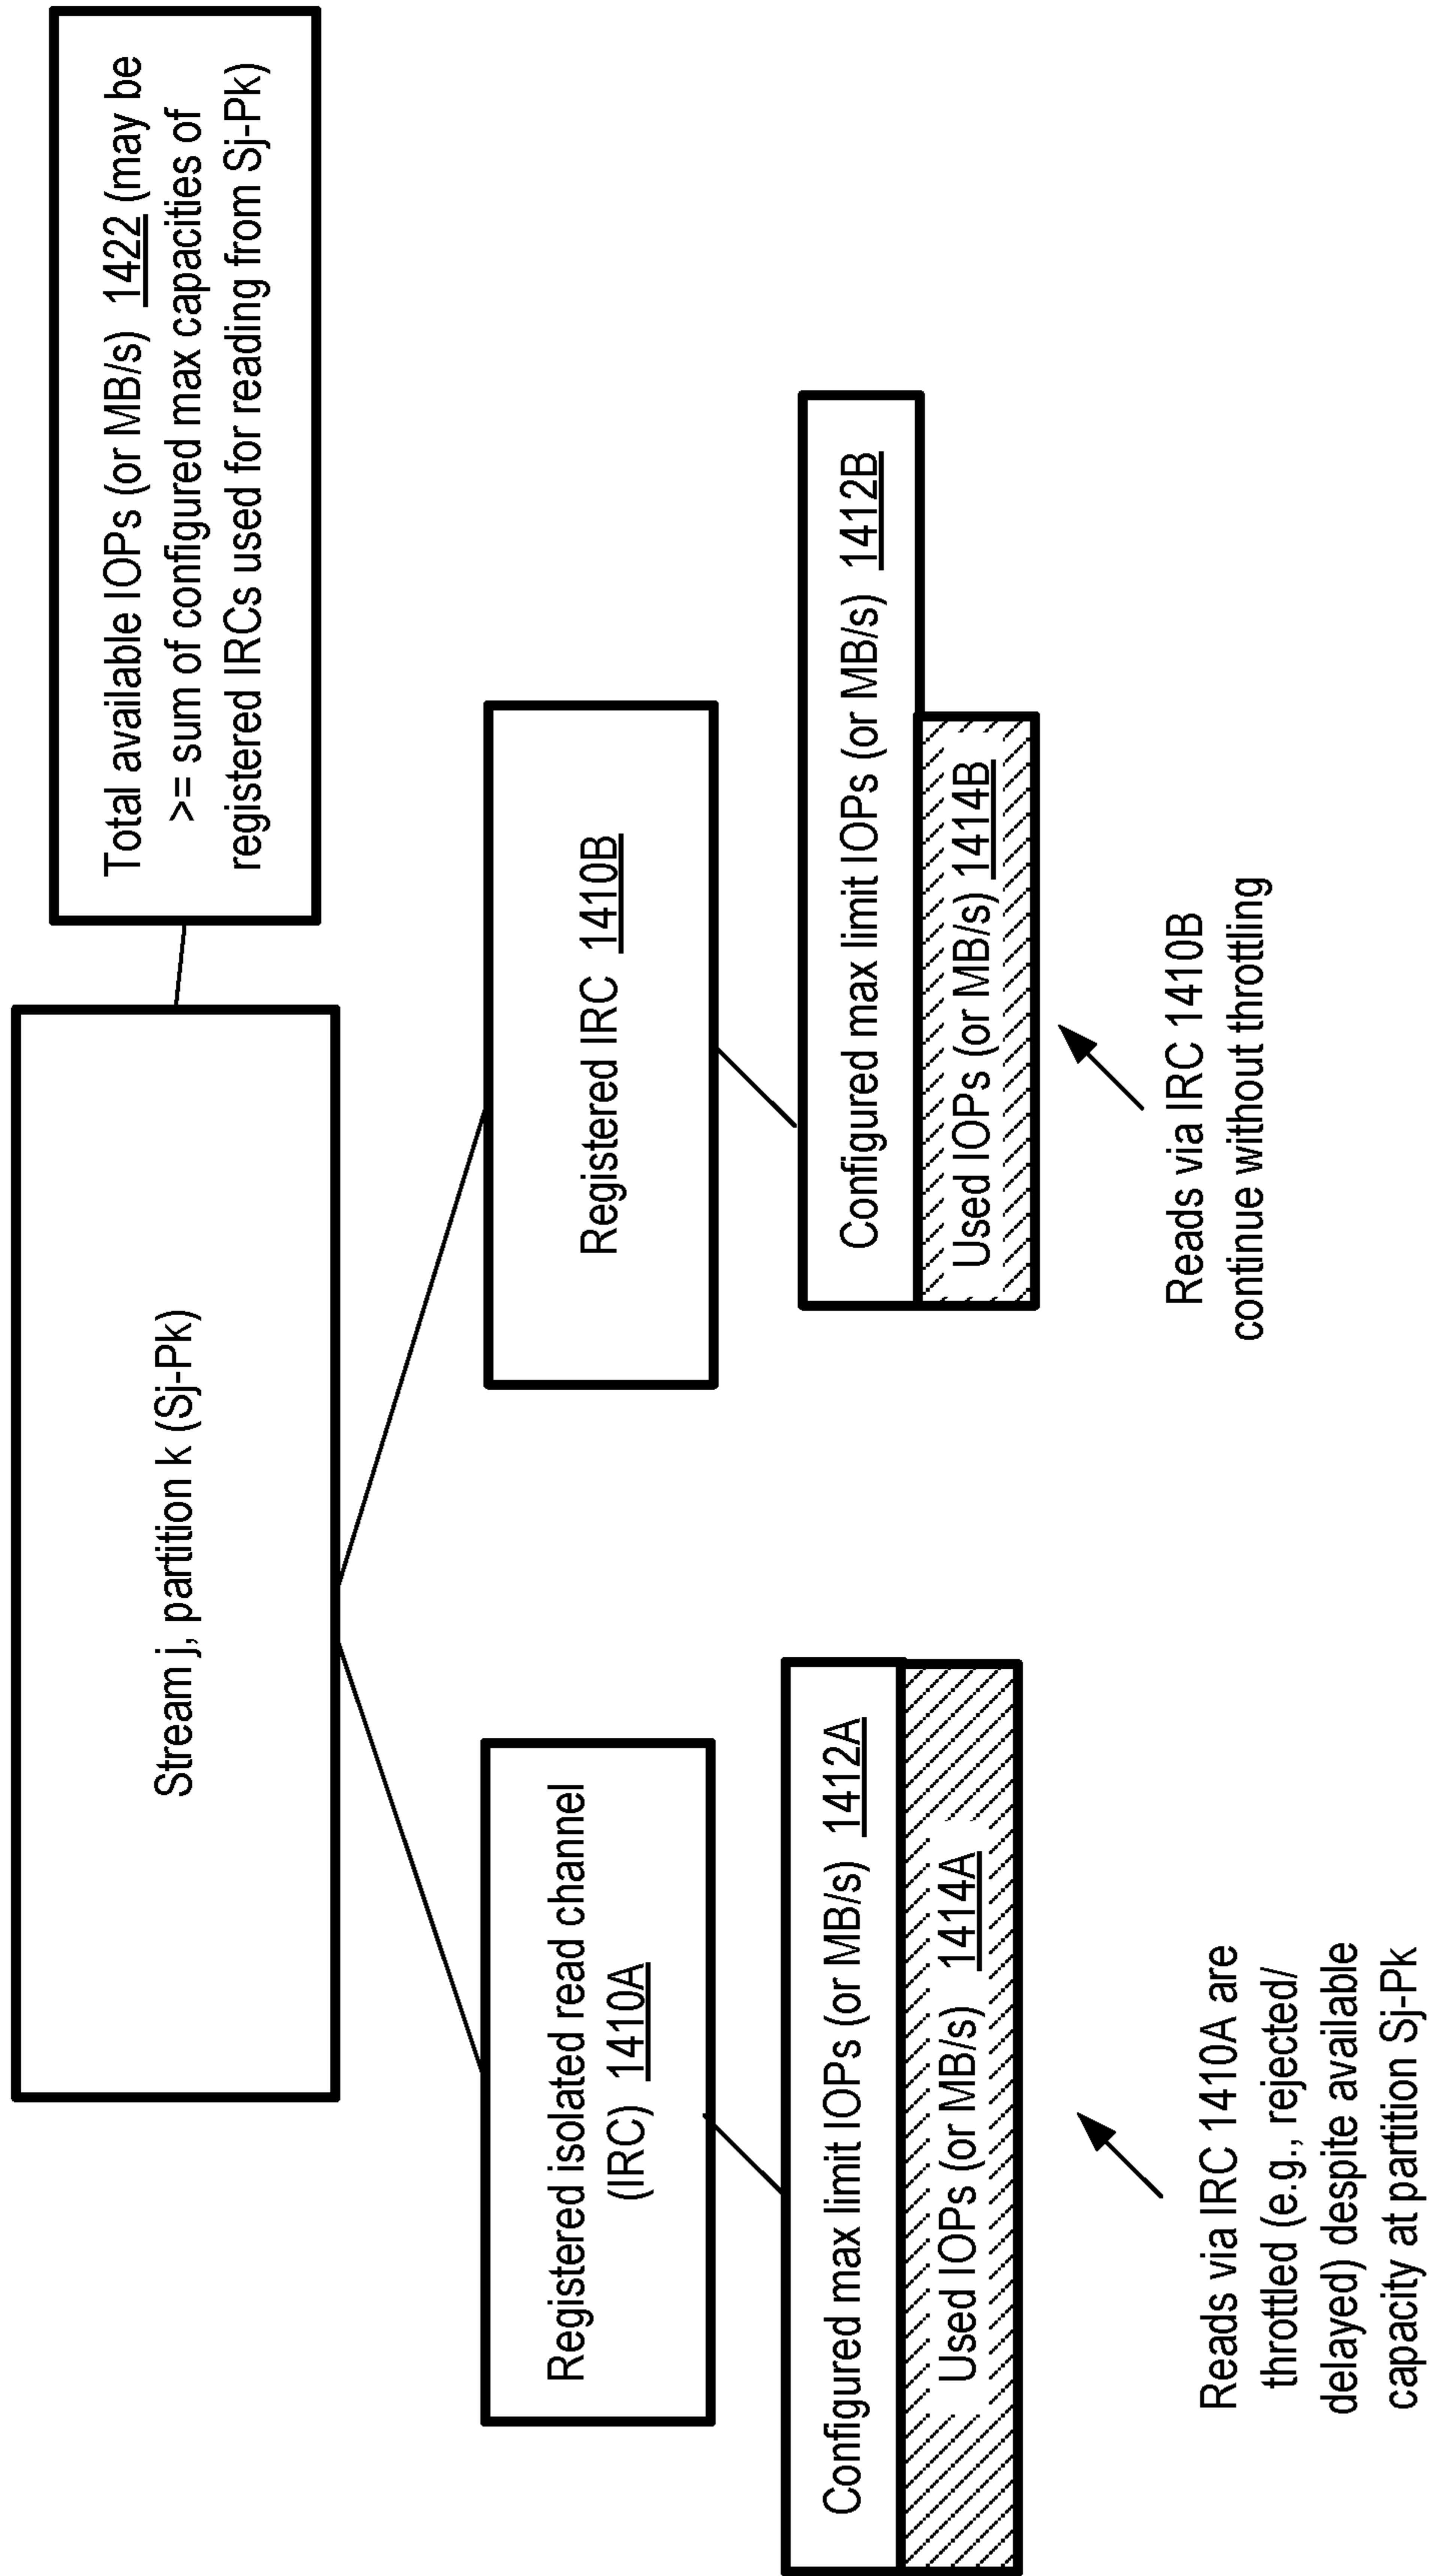 Stream j, partition k (Sj-Pk)
Total available IOPs (or MB/s) 1422 (may be
>= sum of configured max capacities of
registered IRCs used for reading from Sj-Pk)
Registered isolated read channel
(IRC) 1410A
Registered IRC 1410B
Configured max limit IOPs (or MB/s) 1412A
Used IOPs (or MB/s) 1414A
Configured max limit IOPs (or MB/s) 1412B
Used IOPs (or MB/s) 1414B
Reads via IRC 1410A are
throttled (e.g., rejected/
delayed) despite available
capacity at partition Sj-Pk
Reads via IRC 1410B
continue without throttling